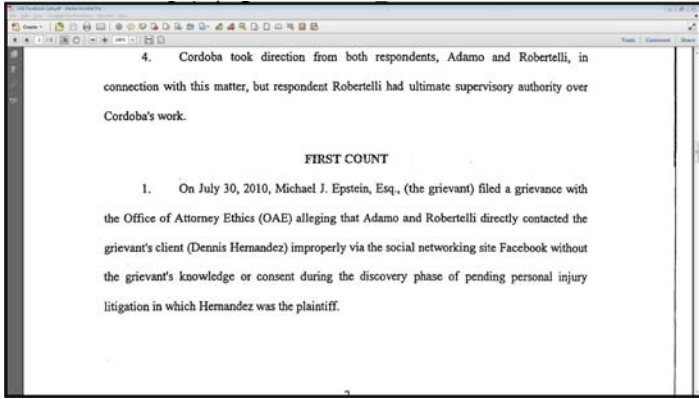 Tools Comment Share
4. Cordoba took direction from both respondents, Adamo and Robertelli, in
connection with this matter, but respondent Robertelli had ultimate supervisory authority over
Cordoba's work.
FIRST COUNT
1. On July 30, 2010, Michael J. Epstein, Esq., (the grievant) filed a grievance with
the Office of Attorney Ethics (OAE) alleging that Adamo and Robertelli directly contacted the
grievant's client (Dennis Hernandez) improperly via the social networking site Facebook without
the grievant's knowledge or consent during the discovery phase of pending personal injury
litigation in which Hernandez was the plaintiff.